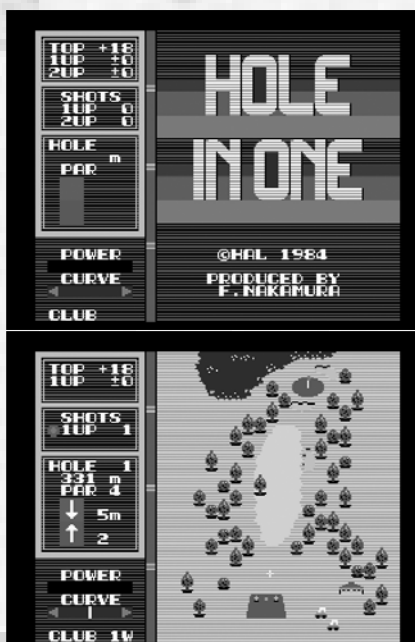 TOP +18
1UP ±0
2UP ±0
SHOTS
1UP 0
2UP 0
HOLE
m
PAR
POWER
CURVE
CLUB
HOLE
IN ONE
©HAL 1984
PRODUCED BY
F.NAKAMURA
TOP +18
1UP ±0
SHOTS
1UP 1
HOLE 1
331 m
PAR 4
↓ 5m
↑ 2
POWER
CURVE
CLUB 1W